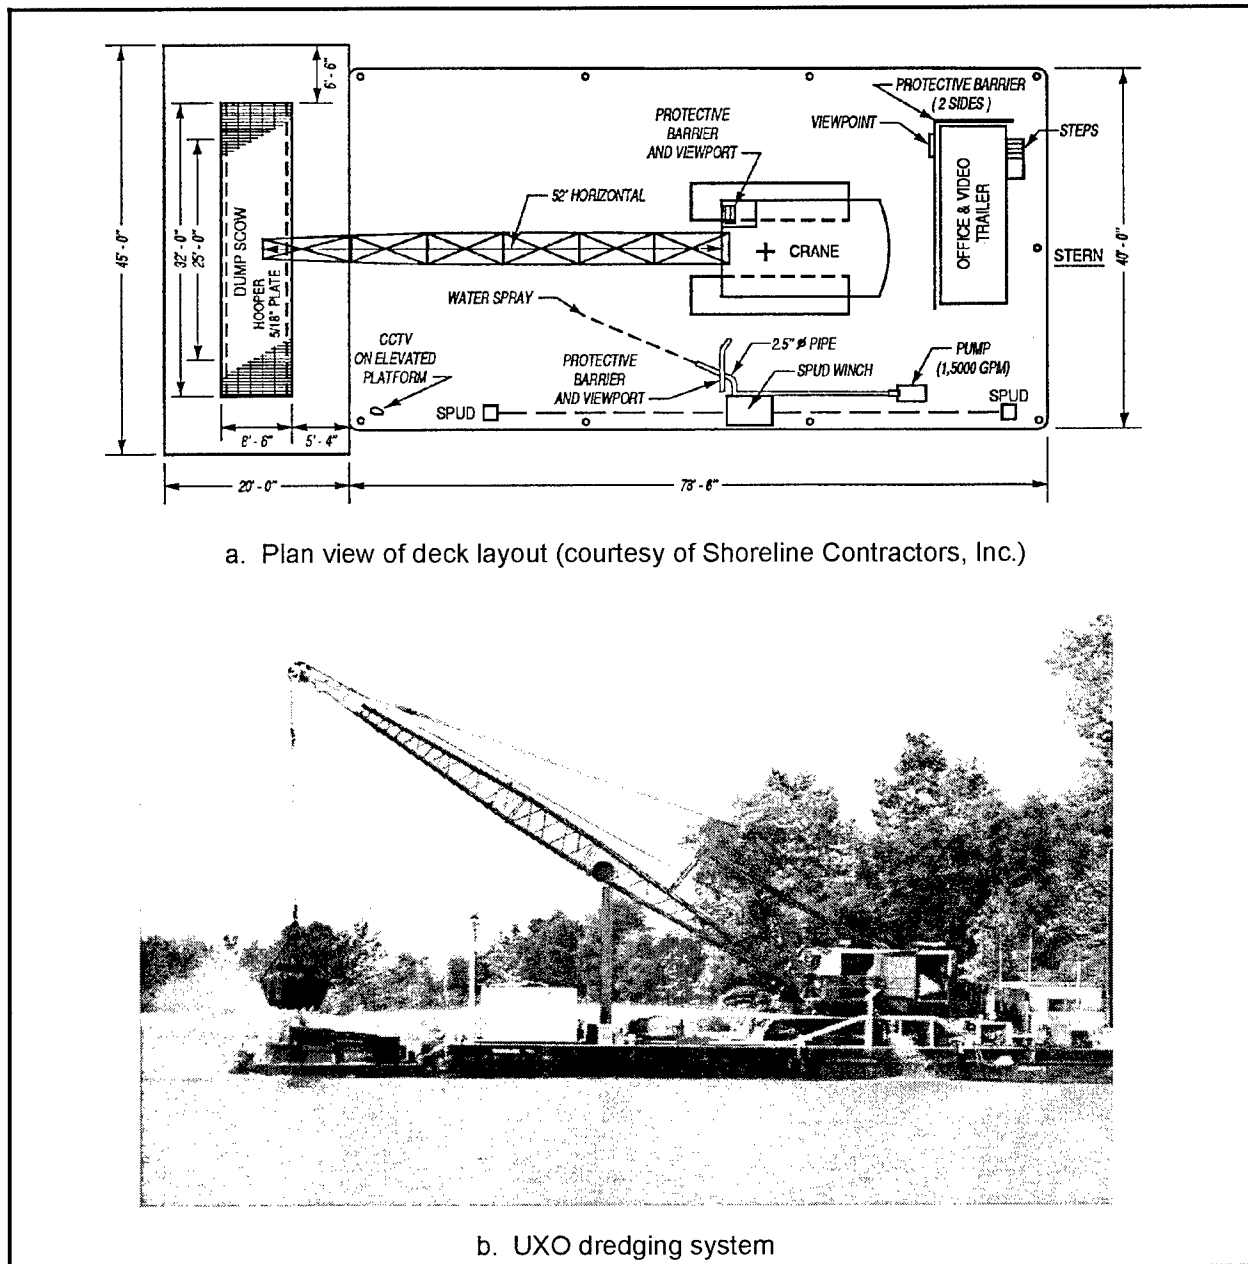 45' - 0"
32' - 0"
25' - 0"
6' - 6"
DUMP SCOW
HOOPER
5/18" PLATE
8' - 6"
5' - 4"
20' - 0"
78' - 6"
52' HORIZONTAL
PROTECTIVE
BARRIER
AND VIEWPORT
CRANE
VIEWPOINT
PROTECTIVE BARRIER
( 2 SIDES )
STEPS
OFFICE & VIDEO
TRAILER
STERN
40' - 0"
WATER SPRAY
CCTV
ON ELEVATED
PLATFORM
PROTECTIVE
BARRIER
AND VIEWPORT
2.5" ø PIPE
SPUD WINCH
PUMP
(1,5000 GPM)
SPUD
SPUD
a. Plan view of deck layout (courtesy of Shoreline Contractors, Inc.)
b. UXO dredging system